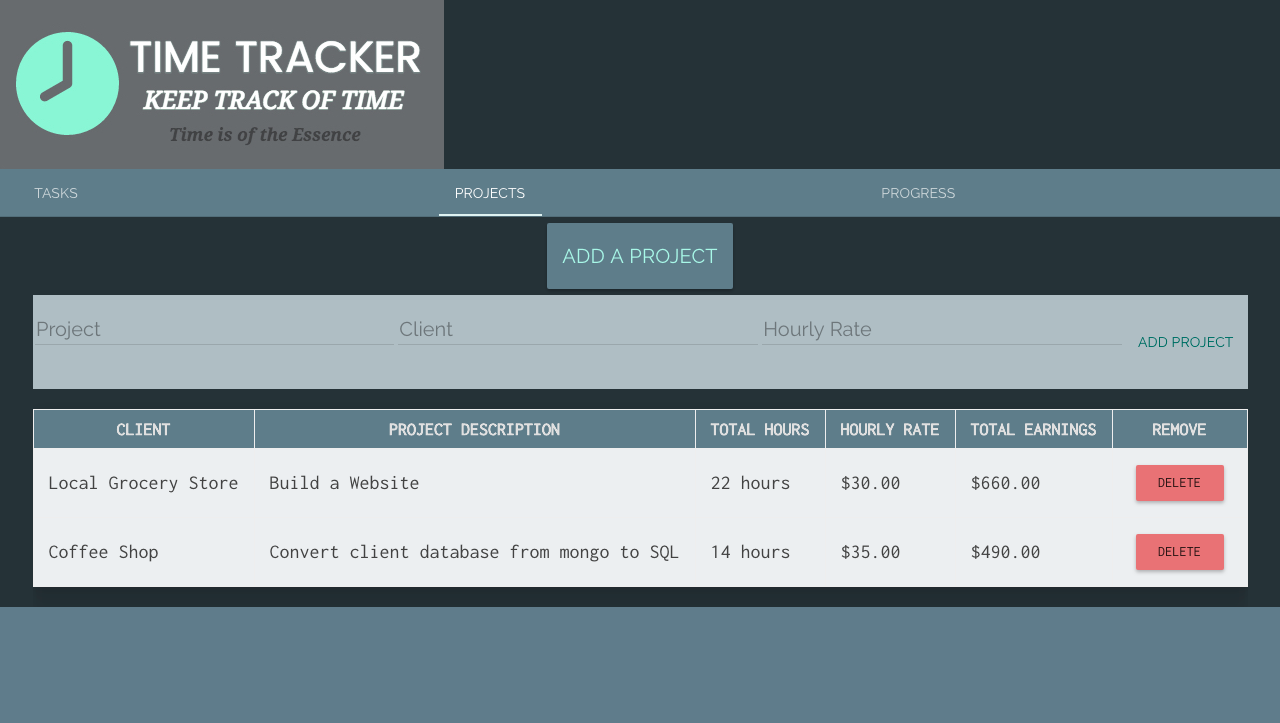 TIME TRACKER
KEEP TRACK OF TIME
Time is of the Essence
TASKS PROJECTS PROGRESS
ADD A PROJECT
Project Client Hourly Rate ADD PROJECT
CLIENT PROJECT DESCRIPTION TOTAL HOURS HOURLY RATE TOTAL EARNINGS REMOVE
Local Grocery Store Build a Website 22 hours $30.00 $660.00 DELETE
Coffee Shop Convert client database from mongo to SQL 14 hours $35.00 $490.00 DELETE